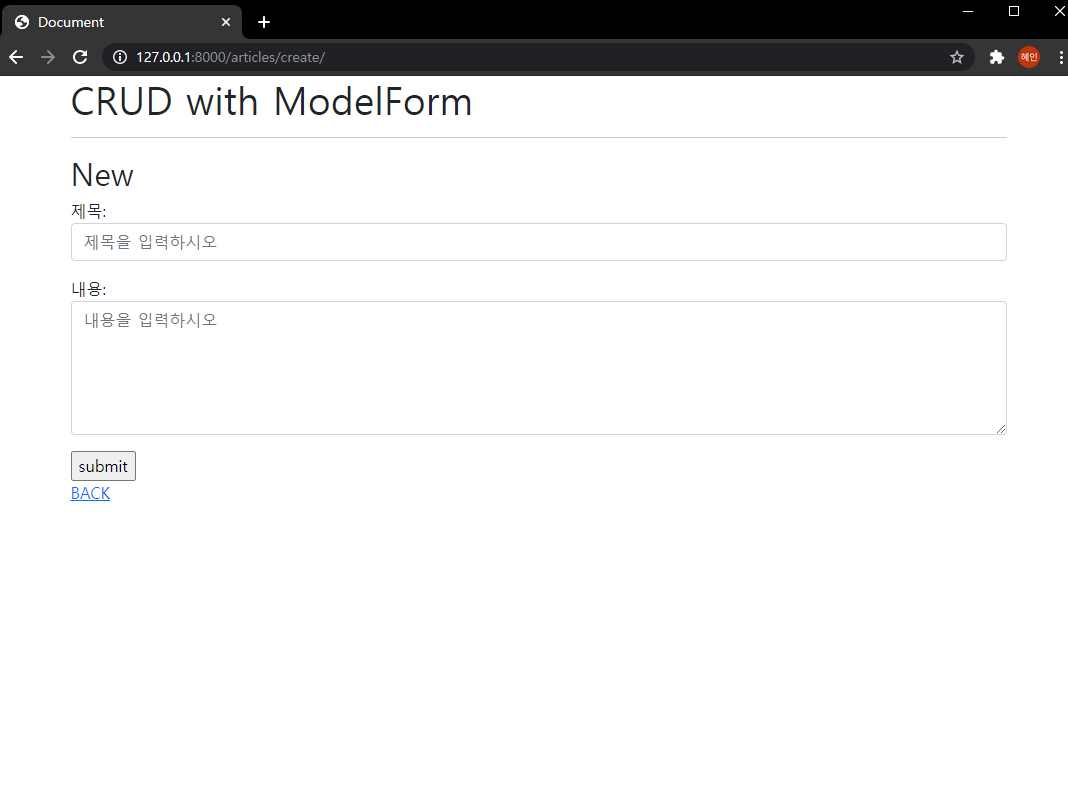 Document
127.0.0.1:8000/articles/create/
혜인
CRUD with ModelForm
New
제목:
제목을 입력하시오
내용:
내용을 입력하시오
submit
BACK